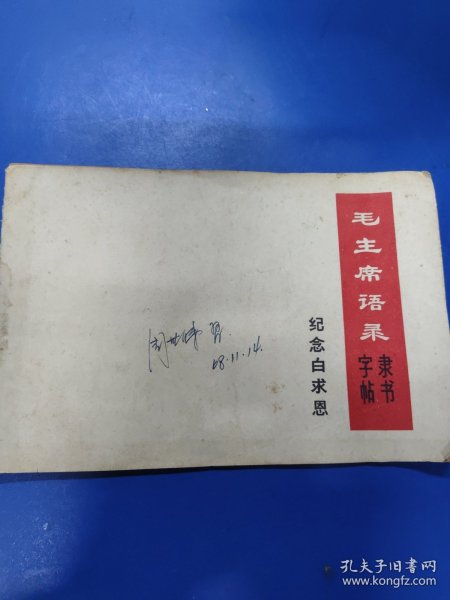 毛主席语录
隶书
字帖
纪念白求恩
68.11.14.
孔夫子旧书网
www.kongfz.com